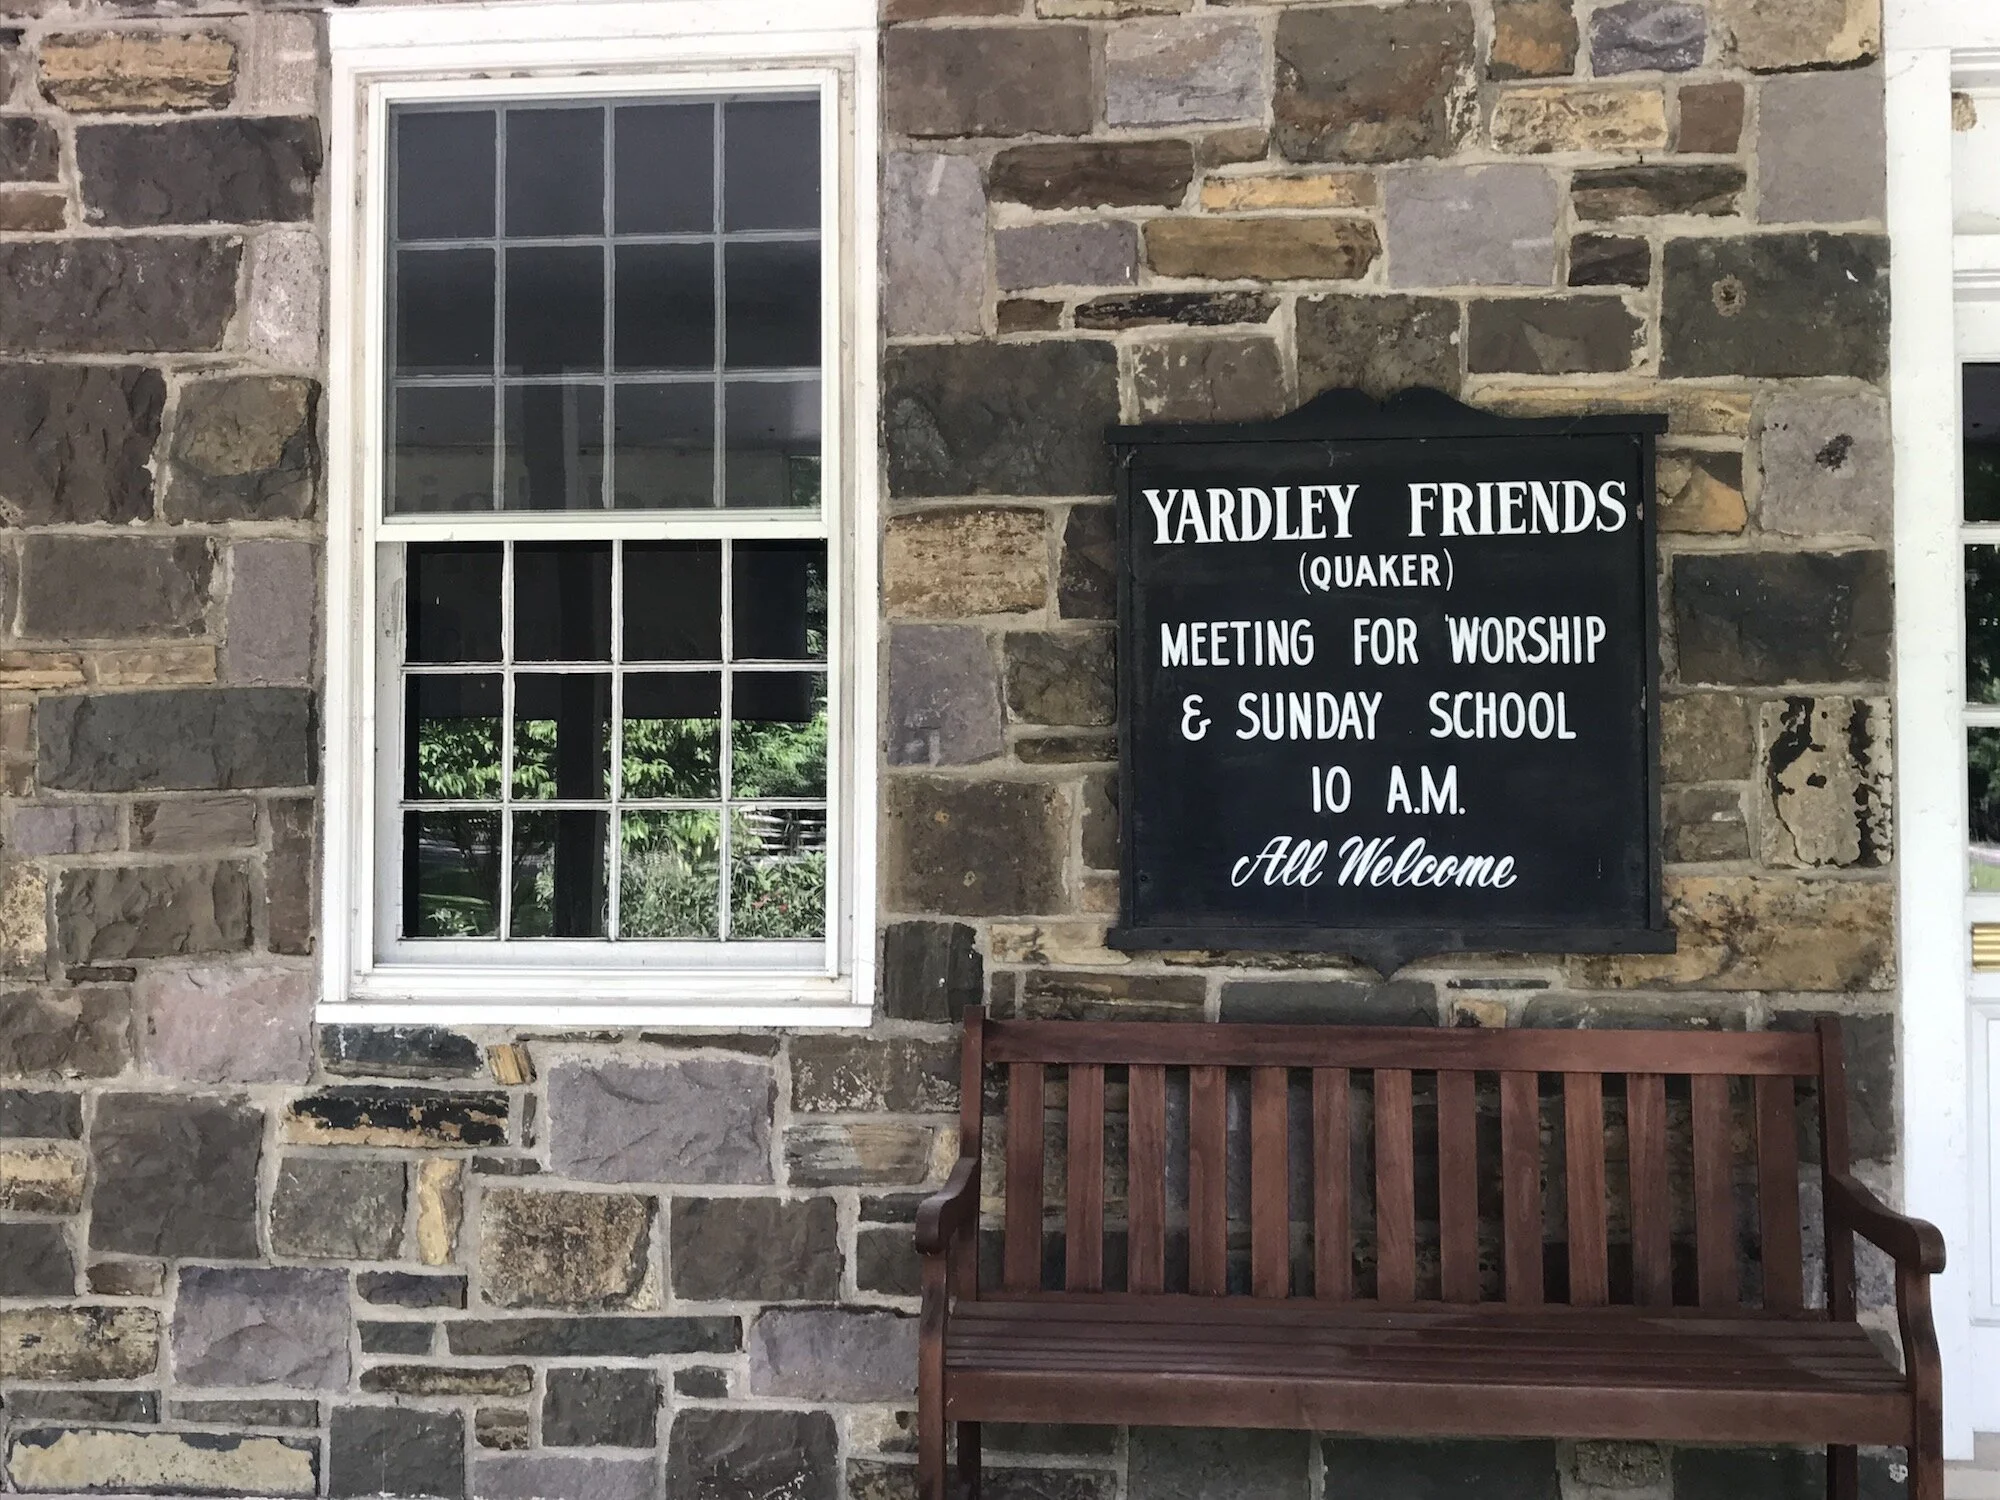 YARDLEY FRIENDS
(QUAKER)
MEETING FOR WORSHIP
& SUNDAY SCHOOL
10 A.M.
All Welcome